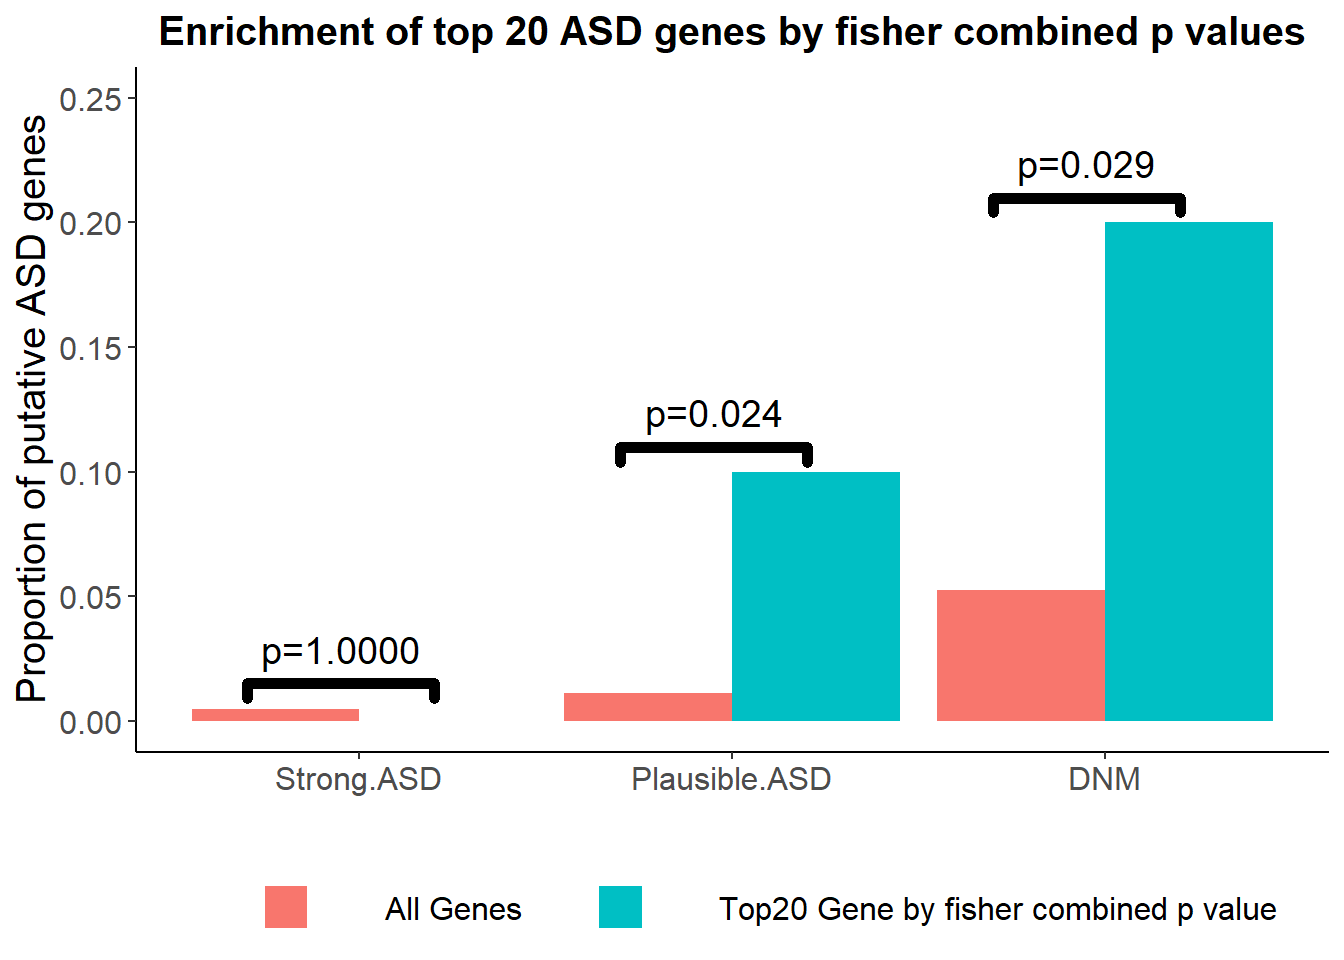 Enrichment of top 20 ASD genes by fisher combined p values
Proportion of putative ASD genes
0.25
0.20
0.15
0.10
0.05
0.00
p=1.0000
p=0.024
p=0.029
Strong.ASD
Plausible.ASD
DNM
All Genes
Top20 Gene by fisher combined p value